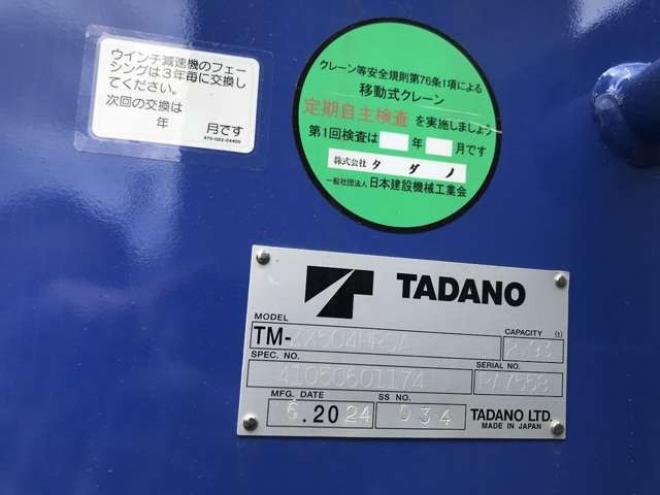 ウインチ減速機のフェー
シングは3年毎に交換し
てください。
次回の交換は
年 月です
クレーン等安全規則第76条1項による
移動式クレーン
定期自主検査 を実施しましょう
第1回検査は 年 月です
株式会社 タダノ
一般社団法人 日本建設機械工業会
TADANO
MODEL
CAPACITY (t)
TM-ZX504HRSA
2.93
SPEC. NO.
SERIAL NO.
41050601174
MFG. DATE
SS NO.
6.2024
034
TADANO LTD.
MADE IN JAPAN